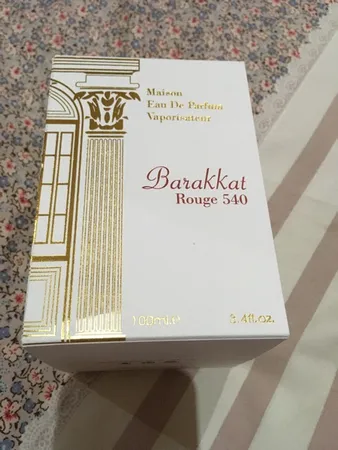 Maison
Eau De Parfum
Vaporisateur
Barakkat
Rouge 540
100ml℮ 3.4fl.oz.